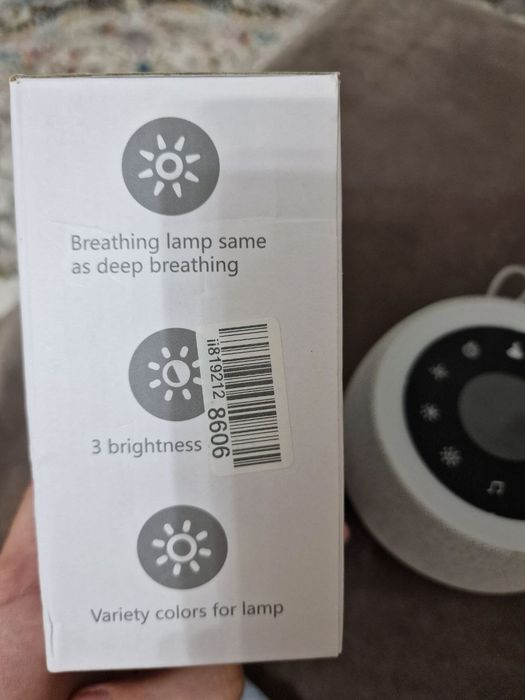 Breathing lamp same
as deep breathing
3 brightness
ii819212 8606
Variety colors for lamp